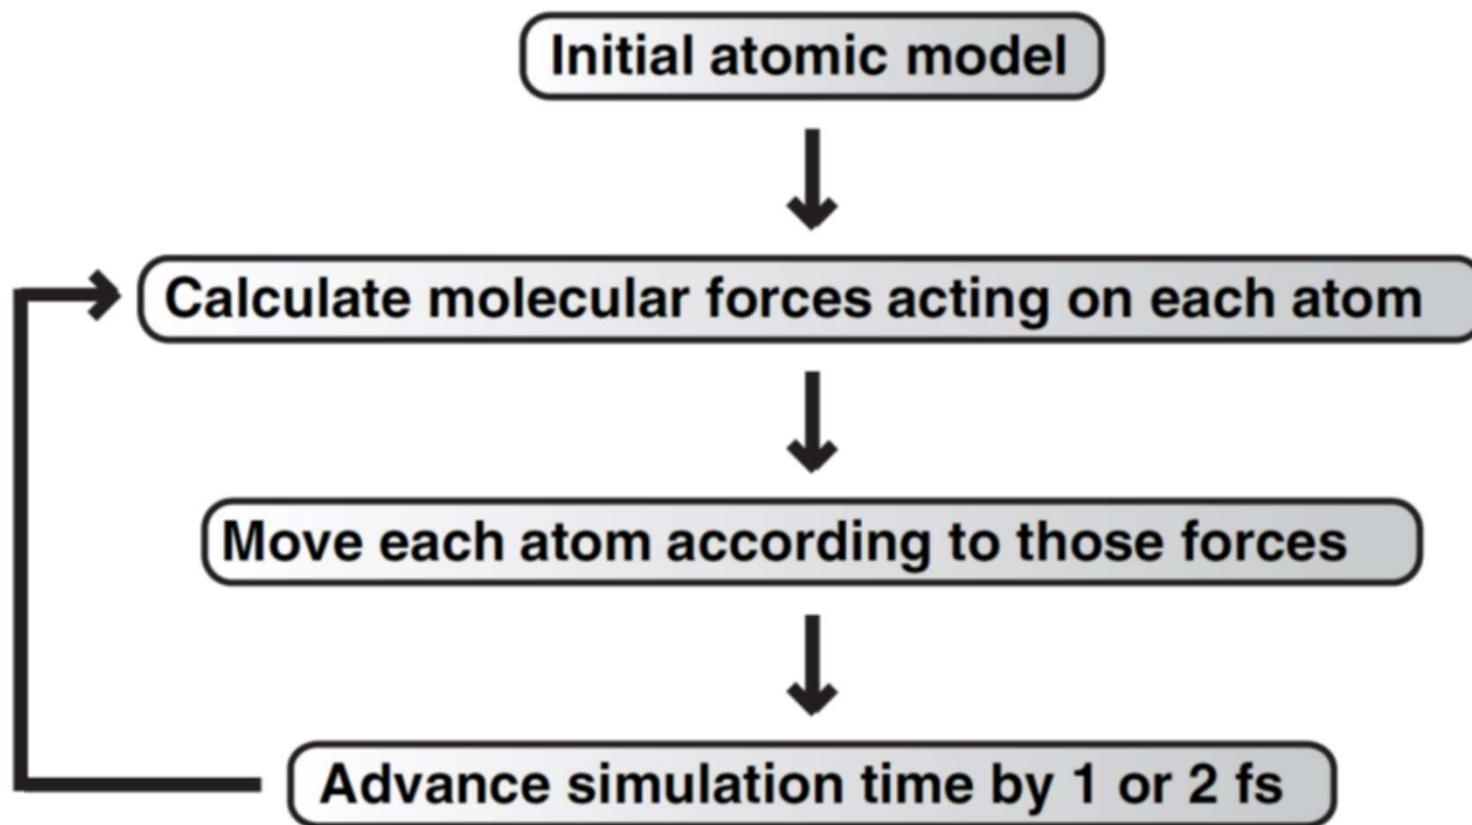 Initial atomic model
Calculate molecular forces acting on each atom
Move each atom according to those forces
Advance simulation time by 1 or 2 fs